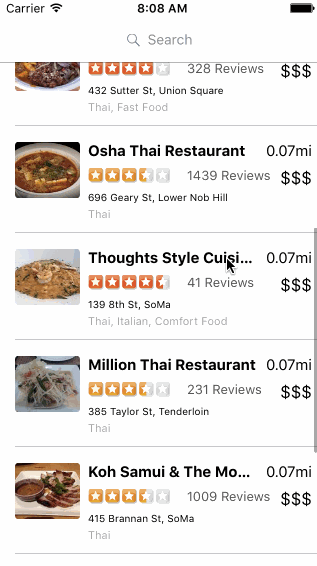 Carrier 8:08 AM
Search
328 Reviews $$$
432 Sutter St, Union Square
Thai, Fast Food
Osha Thai Restaurant 0.07mi
1439 Reviews $$$
696 Geary St, Lower Nob Hill
Thai
Thoughts Style Cuisi... 0.07mi
41 Reviews $$$
139 8th St, SoMa
Thai, Italian, Comfort Food
Million Thai Restaurant 0.07mi
231 Reviews $$$
385 Taylor St, Tenderloin
Thai
Koh Samui & The Mo... 0.07mi
1009 Reviews $$$
415 Brannan St, SoMa
Thai